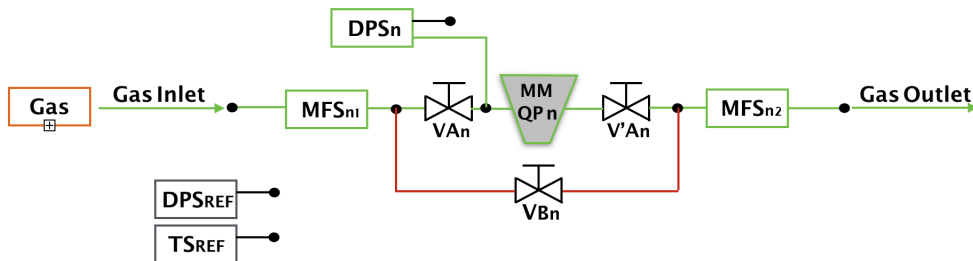 DPSn
Gas
Gas Inlet
MFSn1
VAn
MM
QP n
V'An
MFSn2
Gas Outlet
VBn
DPSREF
TSREF